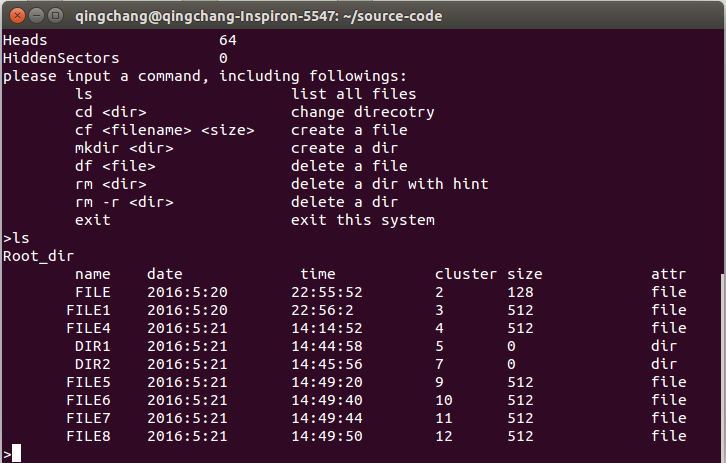 qingchang@qingchang-Inspiron-5547: ~/source-code
Heads 64
HiddenSectors 0
please input a command, including followings:
ls list all files
cd <dir> change direcotry
cf <filename> <size> create a file
mkdir <dir> create a dir
df <file> delete a file
rm <dir> delete a dir with hint
rm -r <dir> delete a dir
exit exit this system
>ls
Root_dir
name date time cluster size attr
FILE 2016:5:20 22:55:52 2 128 file
FILE1 2016:5:20 22:56:2 3 512 file
FILE4 2016:5:21 14:14:52 4 512 file
DIR1 2016:5:21 14:44:58 5 0 dir
DIR2 2016:5:21 14:45:56 7 0 dir
FILE5 2016:5:21 14:49:20 9 512 file
FILE6 2016:5:21 14:49:40 10 512 file
FILE7 2016:5:21 14:49:44 11 512 file
FILE8 2016:5:21 14:49:50 12 512 file
>